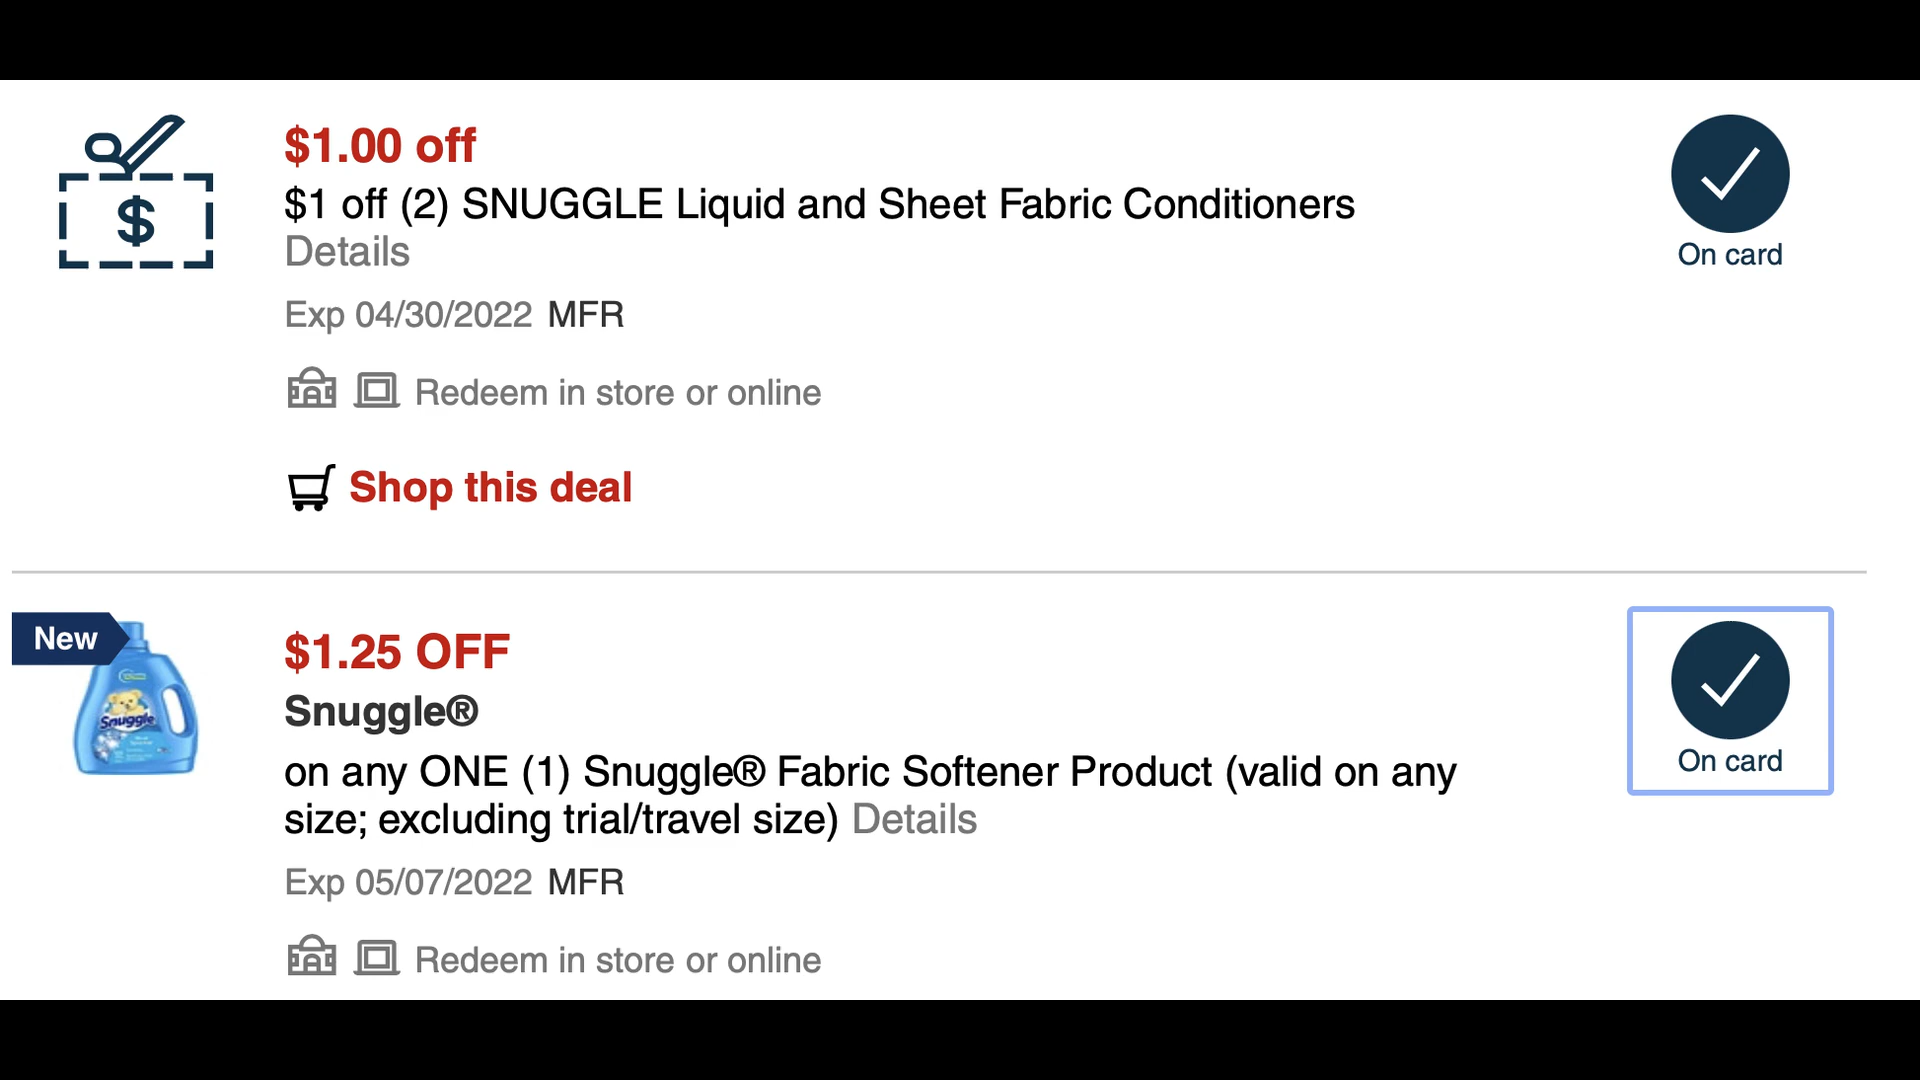 $1.00 off
$1 off (2) SNUGGLE Liquid and Sheet Fabric Conditioners
Details
Exp 04/30/2022 MFR
Redeem in store or online
Shop this deal
On card
$
New
Snuggle
$1.25 OFF
Snuggle®
on any ONE (1) Snuggle® Fabric Softener Product (valid on any
size; excluding trial/travel size) Details
Exp 05/07/2022 MFR
Redeem in store or online
On card